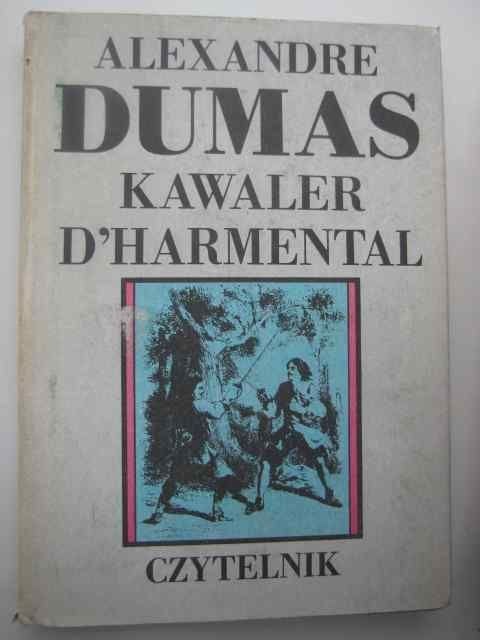 ALEXANDRE
DUMAS
KAWALER
D'HARMENTAL
CZYTELNIK